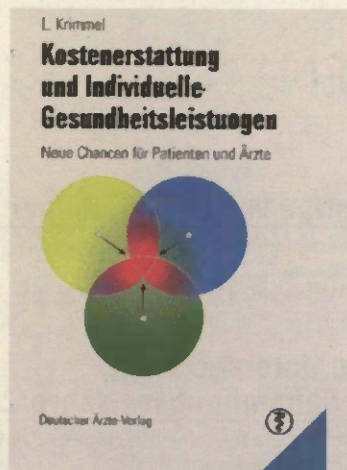 L. Krimmel
Kostenerstattung
und Individuelle
Gesundheitsleistungen
Neue Chancen für Patienten und Ärzte
Deutscher Ärzte-Verlag